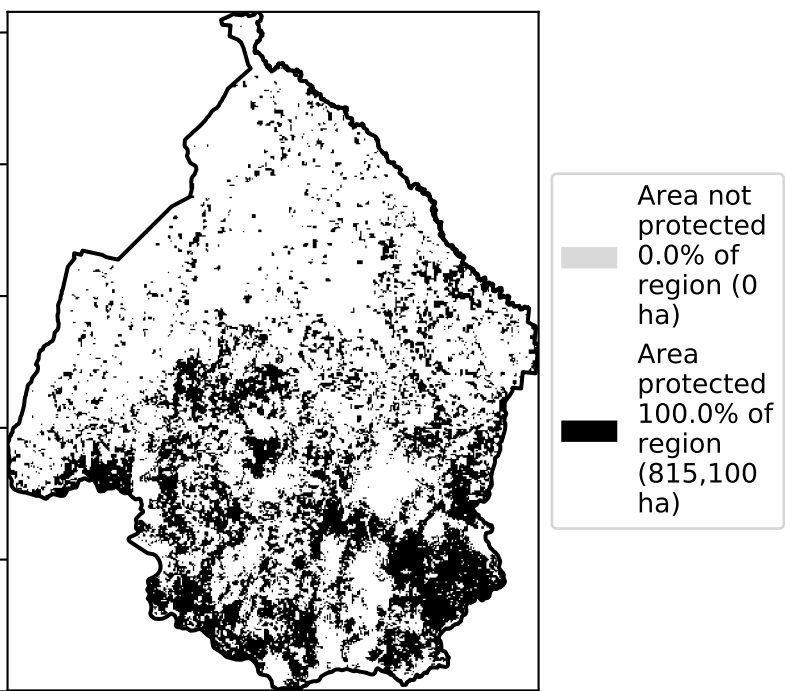 Area not
protected
0.0% of
region (0
ha)
Area
protected
100.0% of
region
(815,100
ha)